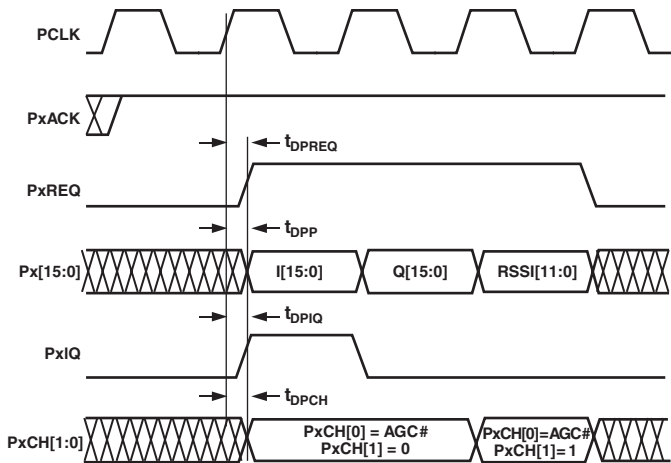 PCLK
PxACK
tDPREQ
PxREQ
tDPP
Px[15:0]
I[15:0]
Q[15:0]
RSSI[11:0]
tDPIQ
PxIQ
tDPCH
PxCH[1:0]
PxCH[0] = AGC#
PxCH[1] = 0
PxCH[0]=AGC#
PxCH[1]= 1